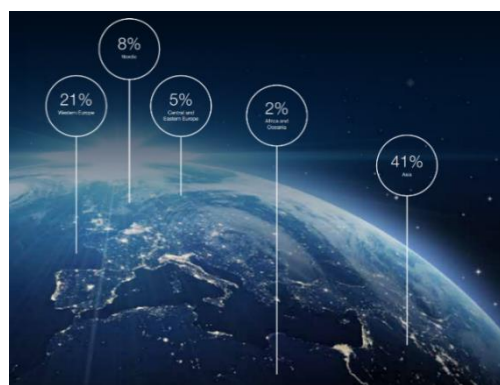 8%
Nordic
21%
Western Europe
5%
Central and
Eastern Europe
2%
Africa and
Oceania
41%
Asia